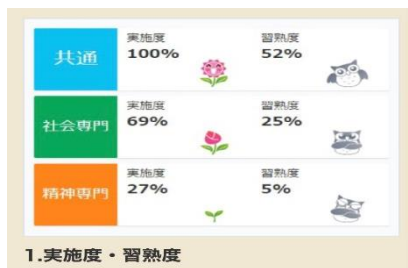 共通
実施度 習熟度
100% 52%
社会専門
実施度 習熟度
69% 25%
精神専門
実施度 習熟度
27% 5%
1.実施度・習熟度